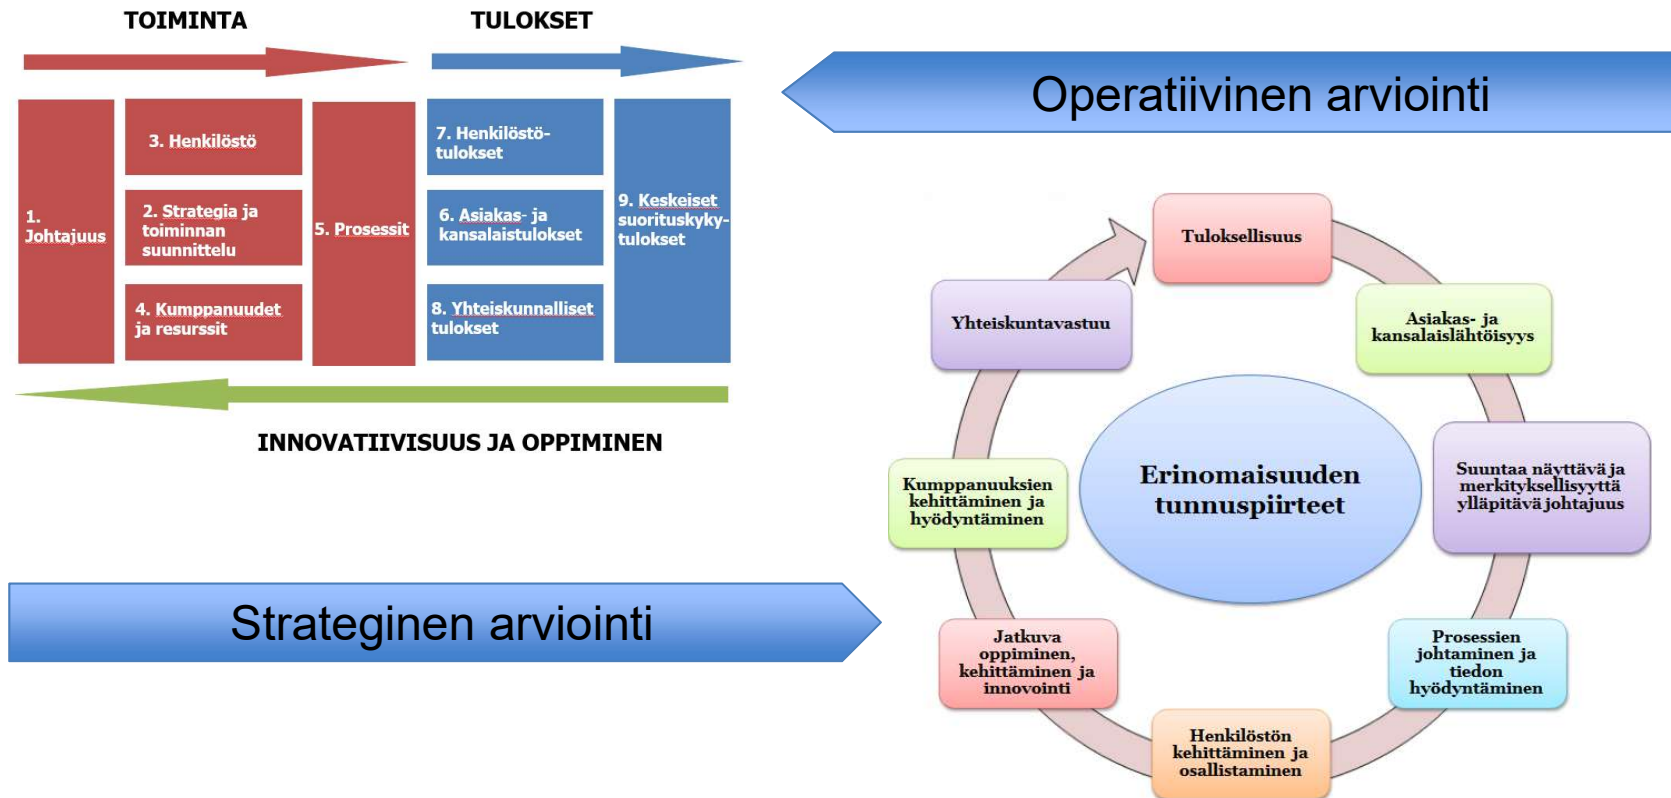 TOIMINTA
TULOKSET
1.
Johtajuus
3. Henkilöstö
2. Strategia ja
toiminnan
suunnittelu
4. Kumppanuudet
ja resurssit
5. Prosessit
7. Henkilöstö-
tulokset
6. Asiakas- ja
kansalaistulokset
8. Yhteiskunnalliset
tulokset
9. Keskeiset
suorituskyky-
tulokset
INNOVATIIVISUUS JA OPPIMINEN
Operatiivinen arviointi
Strateginen arviointi
Erinomaisuuden
tunnuspiirteet
Tuloksellisuus
Asiakas- ja
kansalaislähtöisyys
Suuntaa näyttävä ja
merkityksellisyyttä
ylläpitävä johtajuus
Prosessien
johtaminen ja
tiedon
hyödyntäminen
Henkilöstön
kehittäminen ja
osallistaminen
Jatkuva
oppiminen,
kehittäminen ja
innovointi
Kumppanuuksien
kehittäminen ja
hyödyntäminen
Yhteiskuntavastuu